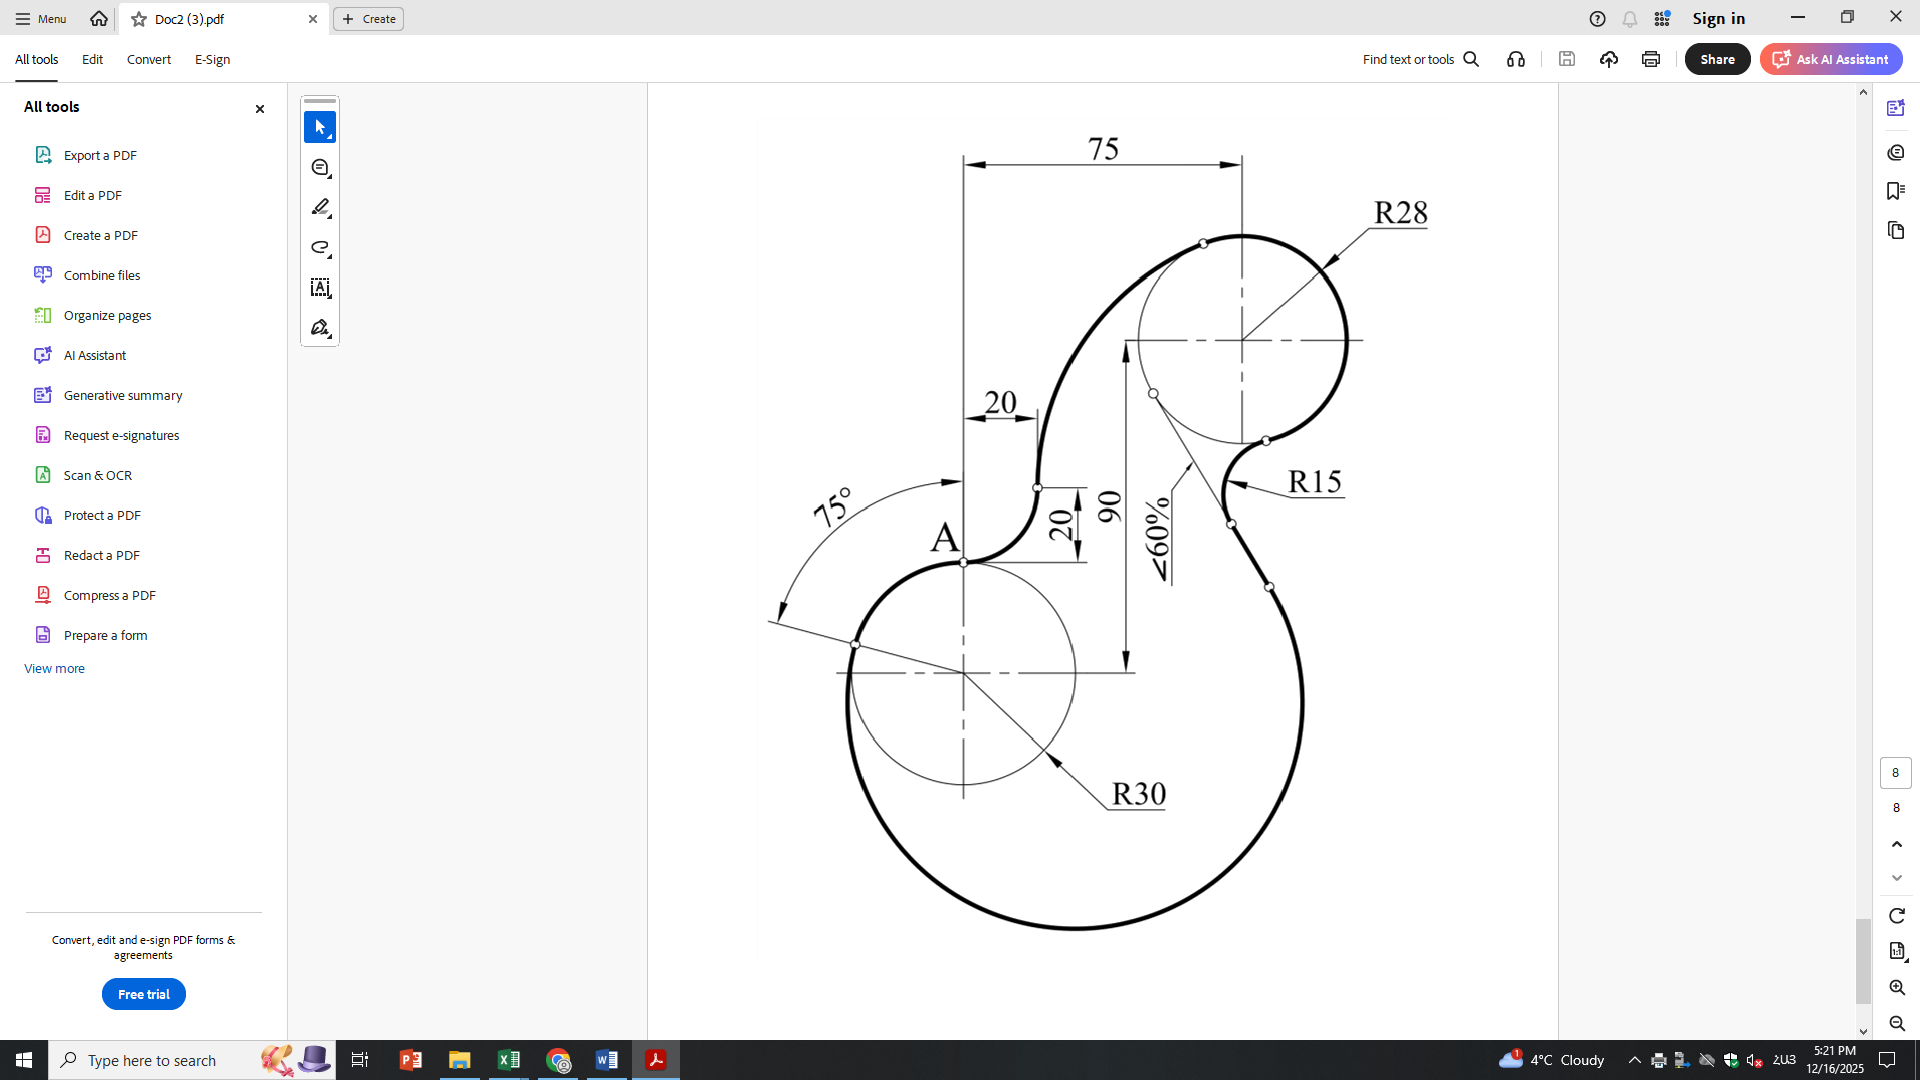 Menu
Doc2 (3).pdf
Create
Sign in
All tools
Edit
Convert
E-Sign
Find text or tools
Share
Ask AI Assistant
All tools
Export a PDF
Edit a PDF
Create a PDF
Combine files
Organize pages
AI Assistant
Generative summary
Request e-signatures
Scan & OCR
Protect a PDF
Redact a PDF
Compress a PDF
Prepare a form
View more
Convert, edit and e-sign PDF forms & agreements
Free trial
75
R28
20
R15
75°
A
20
90
∠60%
R30
8
8
Type here to search
1
4°C Cloudy
ՀԱՅ
5:21 PM
12/16/2025